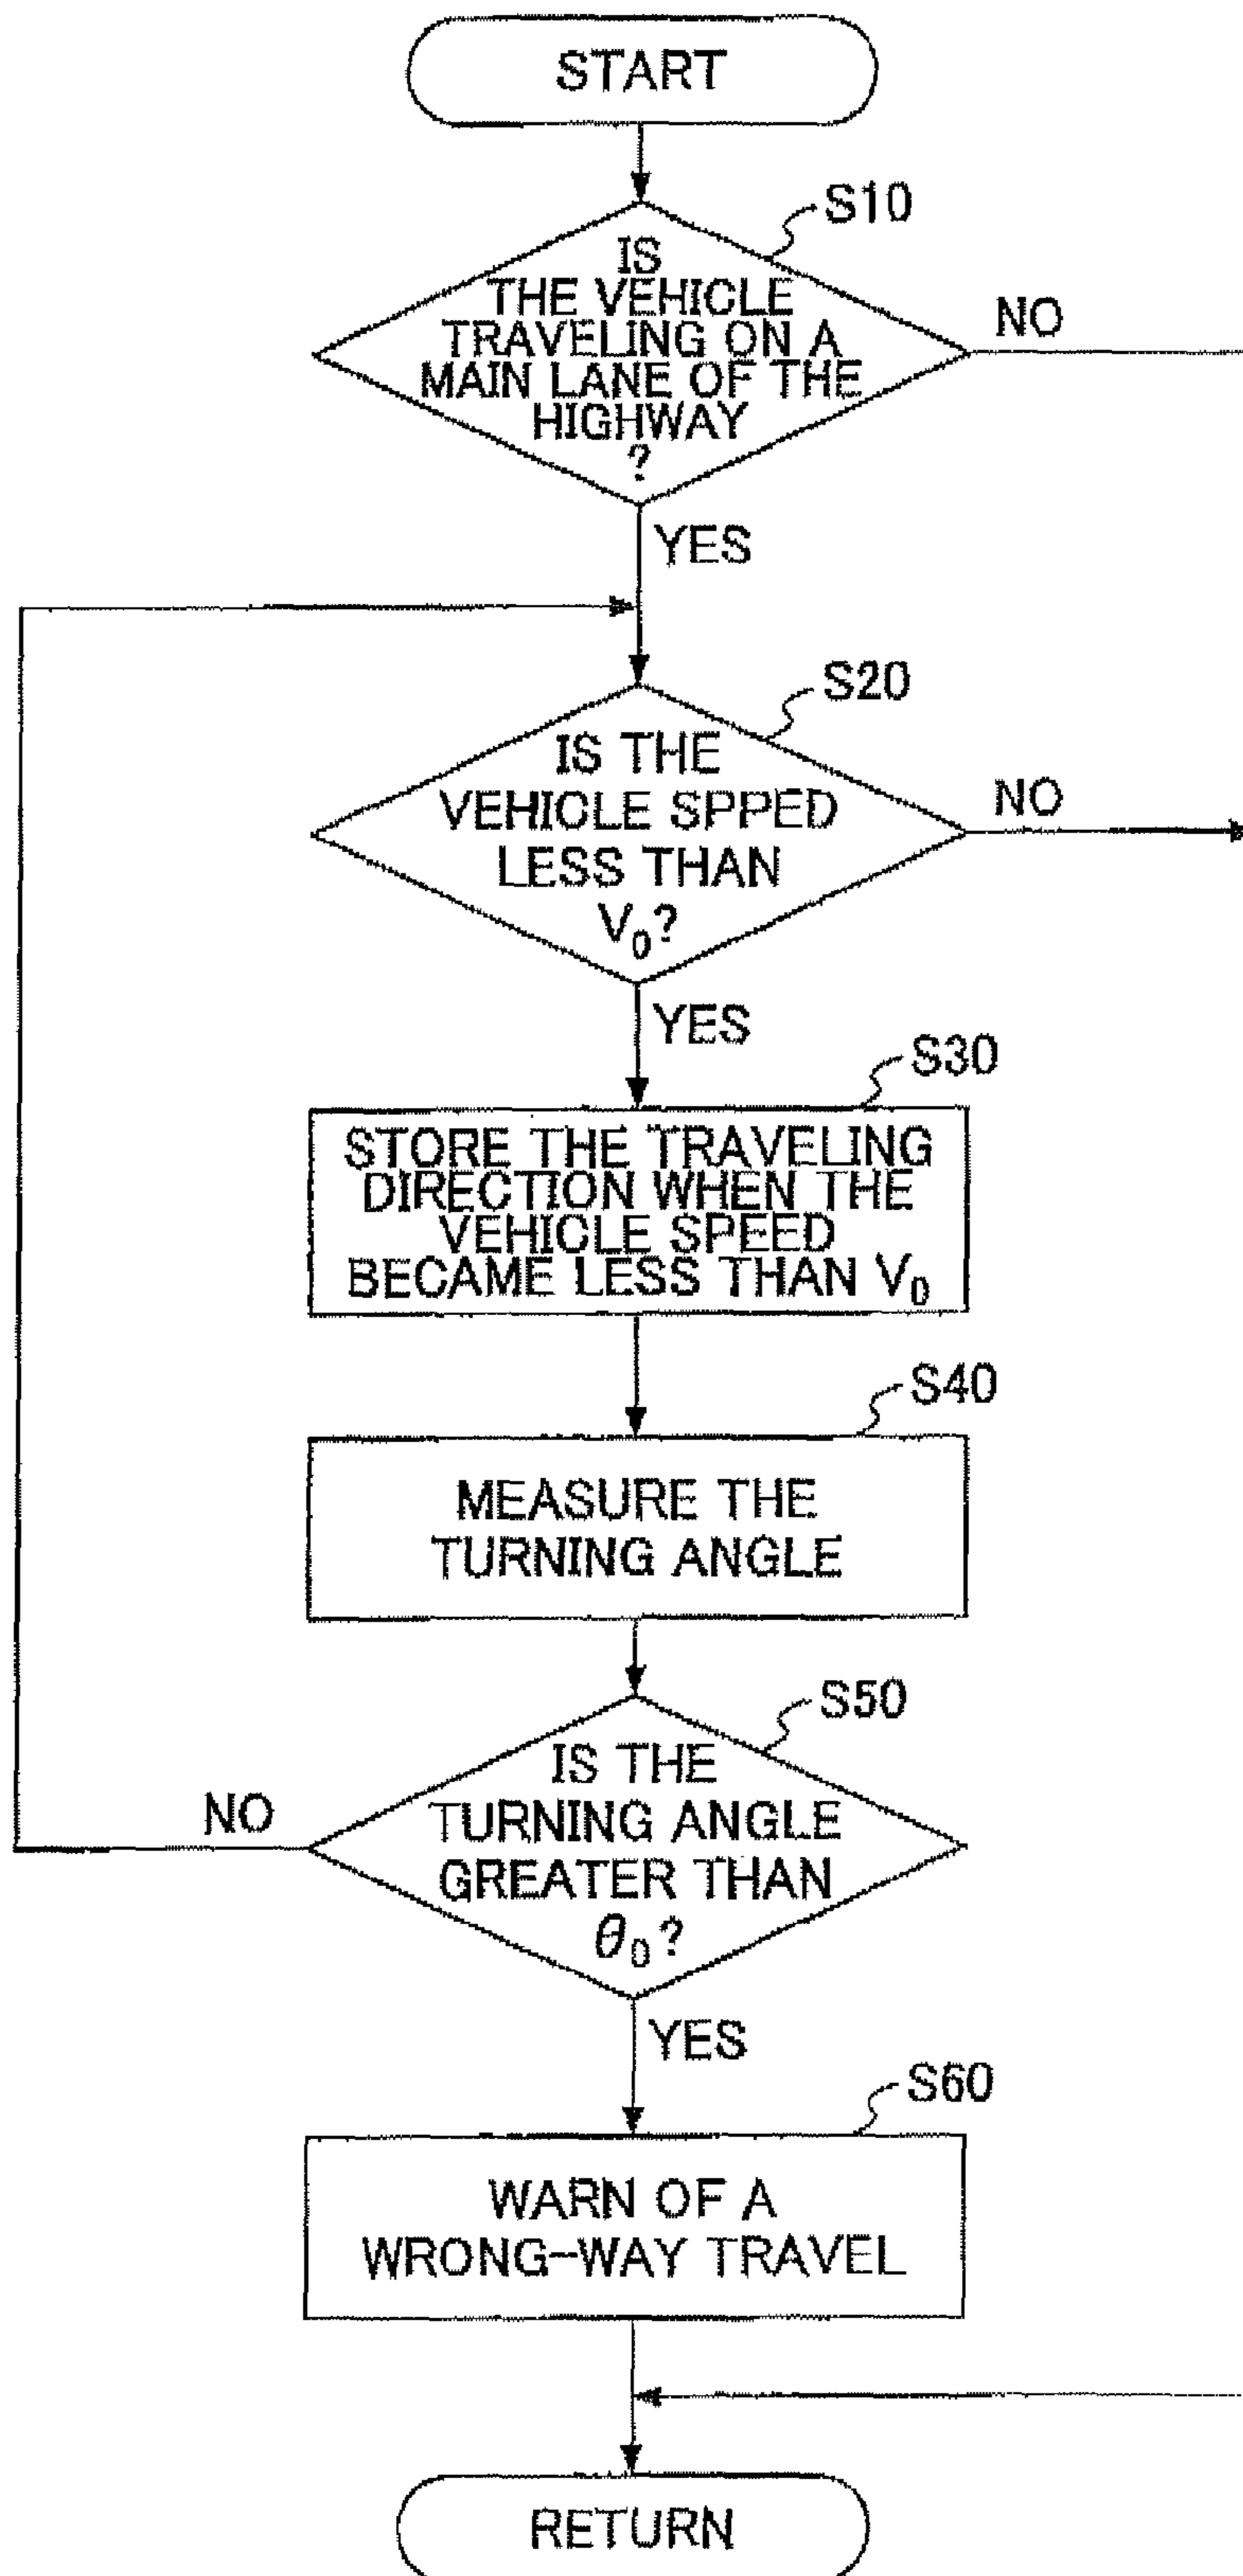 START
S10
IS
THE VEHICLE
TRAVELING ON A
MAIN LANE OF THE
HIGHWAY
?
NO
YES
S20
IS THE
VEHICLE SPPED
LESS THAN
V₀?
NO
YES
S30
STORE THE TRAVELING
DIRECTION WHEN THE
VEHICLE SPEED
BECAME LESS THAN V₀
S40
MEASURE THE
TURNING ANGLE
S50
IS THE
TURNING ANGLE
GREATER THAN
θ₀?
NO
YES
S60
WARN OF A
WRONG-WAY TRAVEL
RETURN